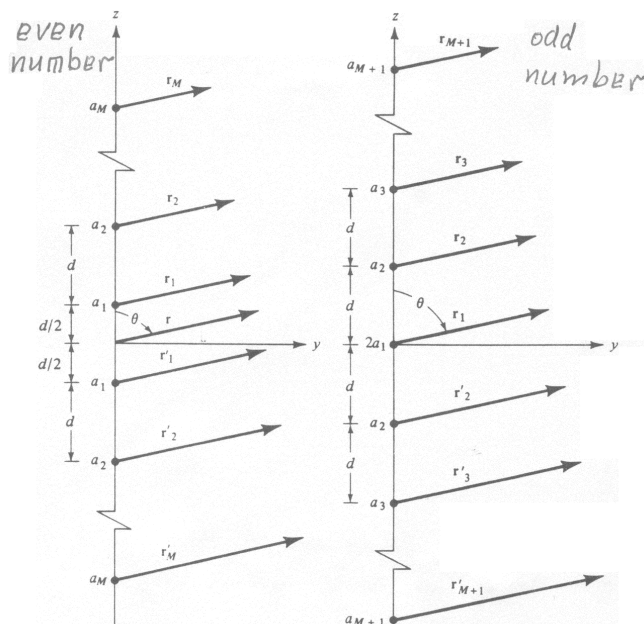 even
number
z
a_M
r_M
a_2
r_2
d
a_1
r_1
d/2
θ
r
y
d/2
a_1
r'_1
d
r'_2
a_2
r'_M
a_M
odd
number
z
r_{M+1}
a_{M+1}
r_3
a_3
d
r_2
a_2
d
θ
r_1
2a_1
y
d
r'_2
a_2
d
r'_3
a_3
r'_{M+1}
a_{M+1}